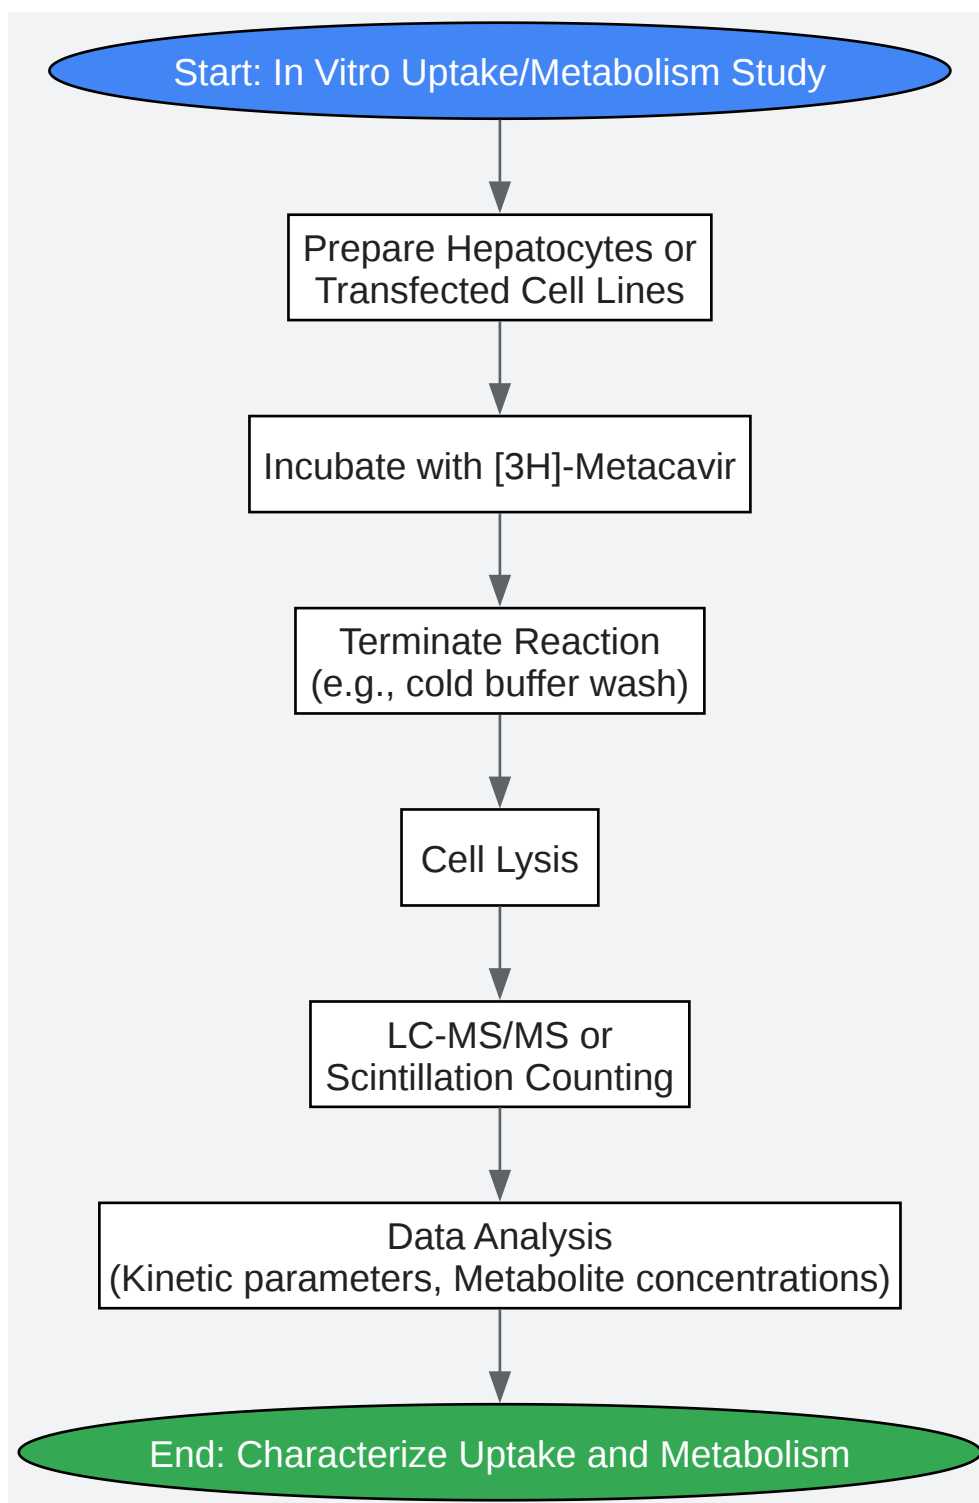 Start: In Vitro Uptake/Metabolism Study
Prepare Hepatocytes or
Transfected Cell Lines
Incubate with [3H]-Metacavir
Terminate Reaction
(e.g., cold buffer wash)
Cell Lysis
LC-MS/MS or
Scintillation Counting
Data Analysis
(Kinetic parameters, Metabolite concentrations)
End: Characterize Uptake and Metabolism